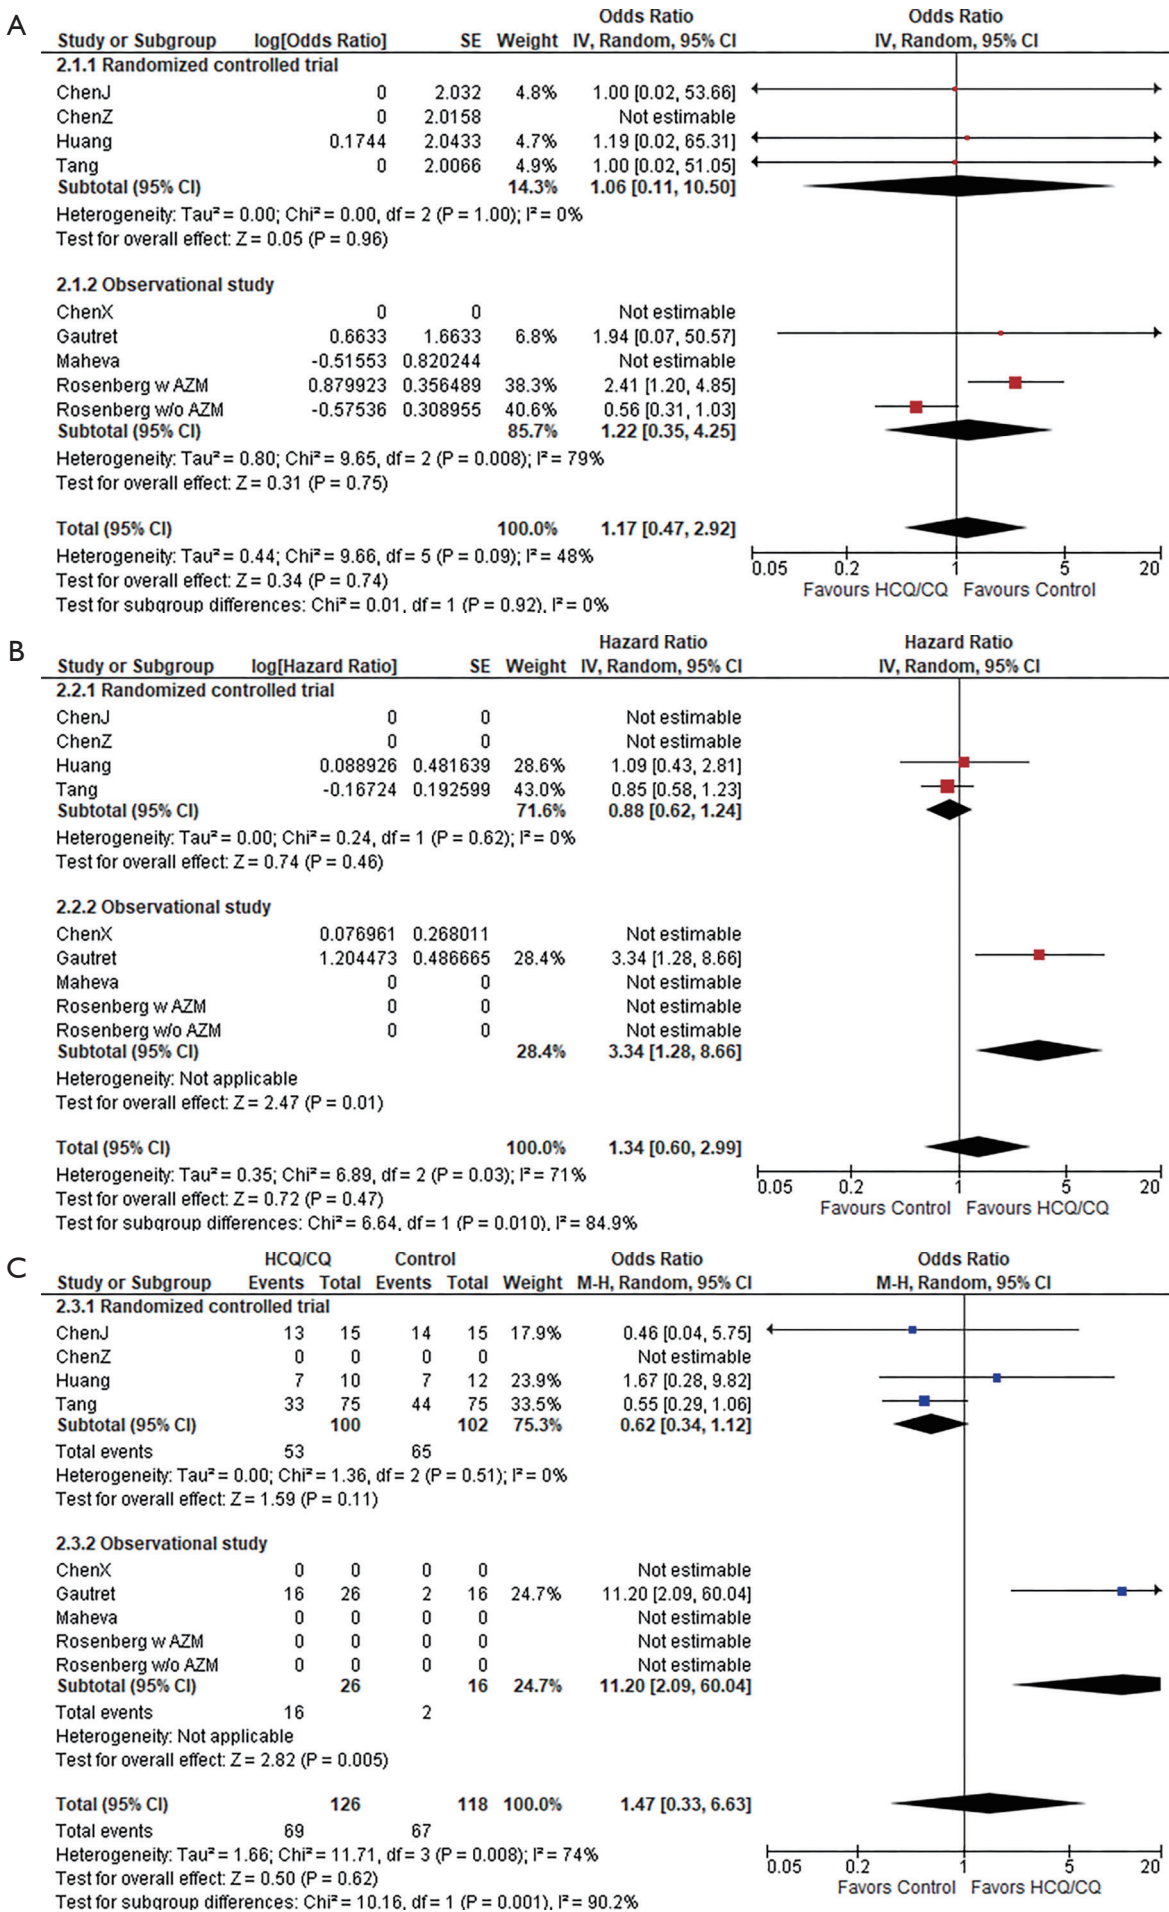 A
Odds Ratio Odds Ratio
Study or Subgroup log[Odds Ratio] SE Weight IV, Random, 95% CI IV, Random, 95% CI
2.1.1 Randomized controlled trial
ChenJ 0 2.032 4.8% 1.00 [0.02, 53.66]
ChenZ 0 2.0158 Not estimable
Huang 0.1744 2.0433 4.7% 1.19 [0.02, 65.31]
Tang 0 2.0066 4.9% 1.00 [0.02, 51.05]
Subtotal (95% CI) 14.3% 1.06 [0.11, 10.50]
Heterogeneity: Tau² = 0.00; Chi² = 0.00, df = 2 (P = 1.00); I² = 0%
Test for overall effect: Z = 0.05 (P = 0.96)
2.1.2 Observational study
ChenX 0 0 Not estimable
Gautret 0.6633 1.6633 6.8% 1.94 [0.07, 50.57]
Maheva -0.51553 0.820244 Not estimable
Rosenberg w AZM 0.879923 0.356489 38.3% 2.41 [1.20, 4.85]
Rosenberg w/o AZM -0.57536 0.308955 40.6% 0.56 [0.31, 1.03]
Subtotal (95% CI) 85.7% 1.22 [0.35, 4.25]
Heterogeneity: Tau² = 0.80; Chi² = 9.65, df = 2 (P = 0.008); I² = 79%
Test for overall effect: Z = 0.31 (P = 0.75)
Total (95% CI) 100.0% 1.17 [0.47, 2.92]
Heterogeneity: Tau² = 0.44; Chi² = 9.66, df = 5 (P = 0.09); I² = 48%
Test for overall effect: Z = 0.34 (P = 0.74)
Test for subgroup differences: Chi² = 0.01, df = 1 (P = 0.92), I² = 0%
0.05 0.2 1 5 20
Favours HCQ/CQ Favours Control
B
Hazard Ratio Hazard Ratio
Study or Subgroup log[Hazard Ratio] SE Weight IV, Random, 95% CI IV, Random, 95% CI
2.2.1 Randomized controlled trial
ChenJ 0 0 Not estimable
ChenZ 0 0 Not estimable
Huang 0.088926 0.481639 28.6% 1.09 [0.43, 2.81]
Tang -0.16724 0.192599 43.0% 0.85 [0.58, 1.23]
Subtotal (95% CI) 71.6% 0.88 [0.62, 1.24]
Heterogeneity: Tau² = 0.00; Chi² = 0.24, df = 1 (P = 0.62); I² = 0%
Test for overall effect: Z = 0.74 (P = 0.46)
2.2.2 Observational study
ChenX 0.076961 0.268011 Not estimable
Gautret 1.204473 0.486665 28.4% 3.34 [1.28, 8.66]
Maheva 0 0 Not estimable
Rosenberg w AZM 0 0 Not estimable
Rosenberg w/o AZM 0 0 Not estimable
Subtotal (95% CI) 28.4% 3.34 [1.28, 8.66]
Heterogeneity: Not applicable
Test for overall effect: Z = 2.47 (P = 0.01)
Total (95% CI) 100.0% 1.34 [0.60, 2.99]
Heterogeneity: Tau² = 0.35; Chi² = 6.89, df = 2 (P = 0.03); I² = 71%
Test for overall effect: Z = 0.72 (P = 0.47)
Test for subgroup differences: Chi² = 6.64, df = 1 (P = 0.010), I² = 84.9%
0.05 0.2 1 5 20
Favours Control Favours HCQ/CQ
C
HCQ/CQ Control Odds Ratio Odds Ratio
Study or Subgroup Events Total Events Total Weight M-H, Random, 95% CI M-H, Random, 95% CI
2.3.1 Randomized controlled trial
ChenJ 13 15 14 15 17.9% 0.46 [0.04, 5.75]
ChenZ 0 0 0 0 Not estimable
Huang 7 10 7 12 23.9% 1.67 [0.28, 9.82]
Tang 33 75 44 75 33.5% 0.55 [0.29, 1.06]
Subtotal (95% CI) 100 102 75.3% 0.62 [0.34, 1.12]
Total events 53 65
Heterogeneity: Tau² = 0.00; Chi² = 1.36, df = 2 (P = 0.51); I² = 0%
Test for overall effect: Z = 1.59 (P = 0.11)
2.3.2 Observational study
ChenX 0 0 0 0 Not estimable
Gautret 16 26 2 16 24.7% 11.20 [2.09, 60.04]
Maheva 0 0 0 0 Not estimable
Rosenberg w AZM 0 0 0 0 Not estimable
Rosenberg w/o AZM 0 0 0 0 Not estimable
Subtotal (95% CI) 26 16 24.7% 11.20 [2.09, 60.04]
Total events 16 2
Heterogeneity: Not applicable
Test for overall effect: Z = 2.82 (P = 0.005)
Total (95% CI) 126 118 100.0% 1.47 [0.33, 6.63]
Total events 69 67
Heterogeneity: Tau² = 1.66; Chi² = 11.71, df = 3 (P = 0.008); I² = 74%
Test for overall effect: Z = 0.50 (P = 0.62)
Test for subgroup differences: Chi² = 10.16, df = 1 (P = 0.001), I² = 90.2%
0.05 0.2 1 5 20
Favors Control Favors HCQ/CQ